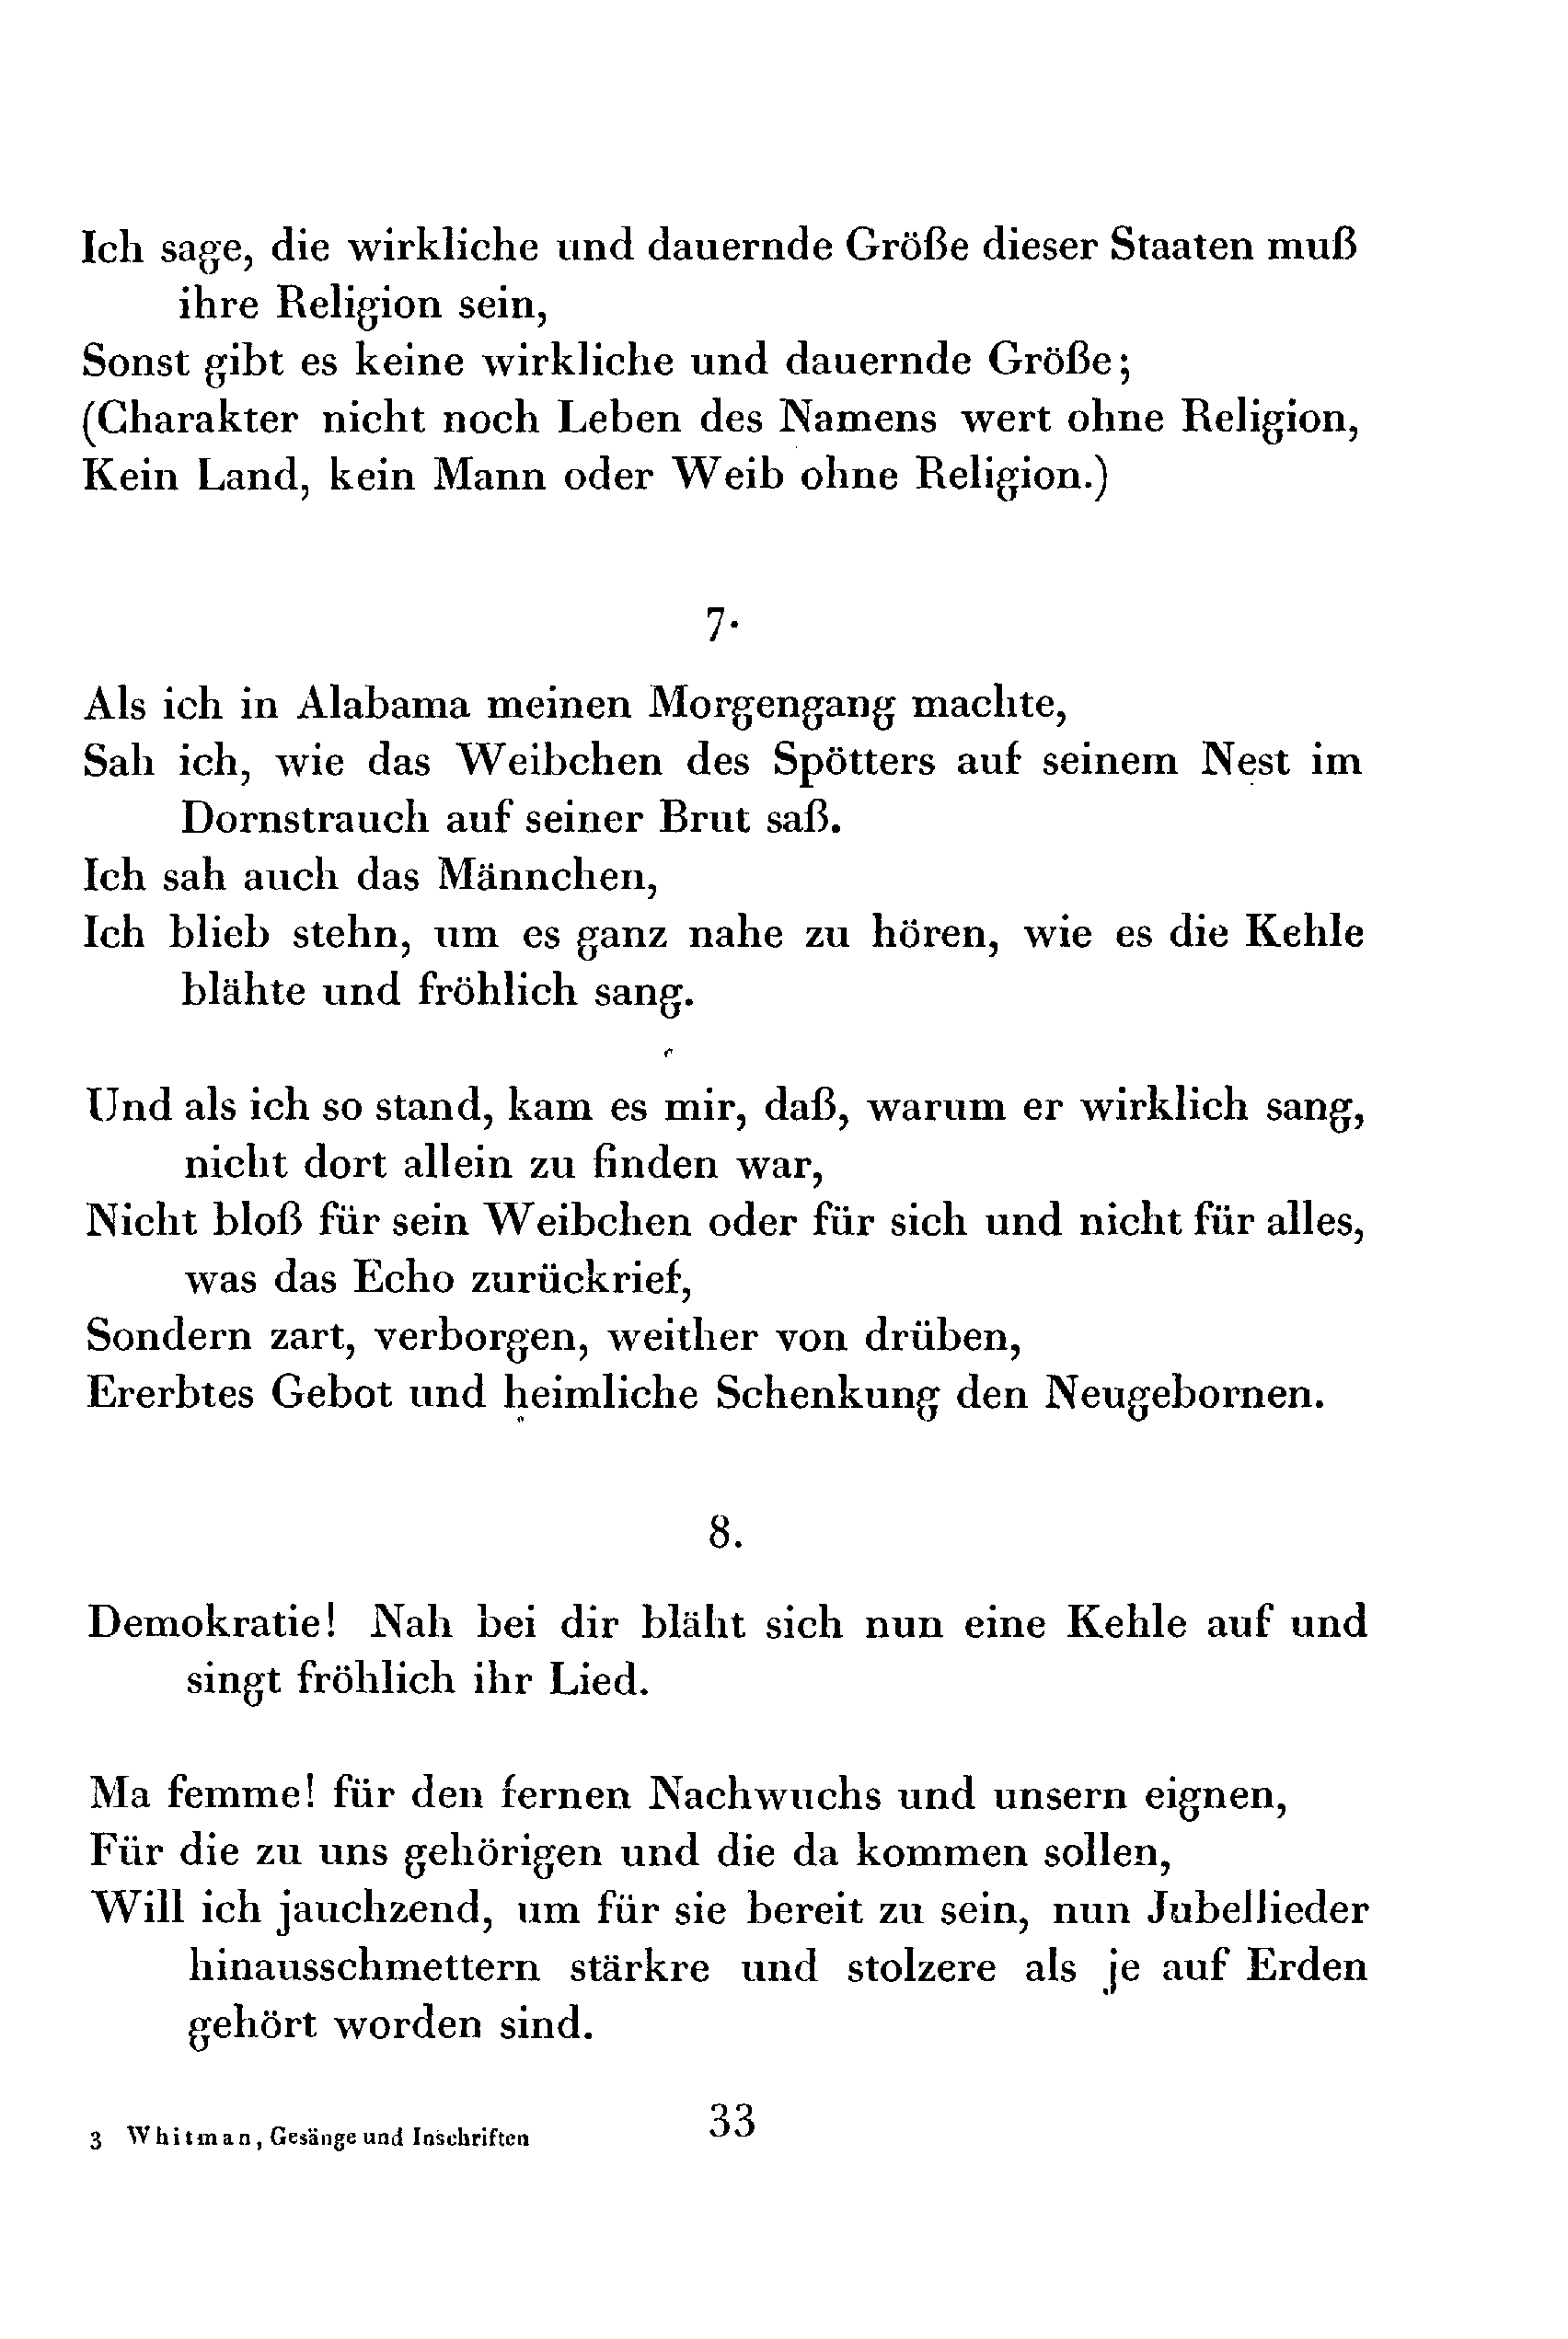 Ich sage, die wirkliche und dauernde Größe dieser Staaten muß
ihre Religion sein,
Sonst gibt es keine wirkliche und dauernde Größe;
(Charakter nicht noch Leben des Namens wert ohne Religion,
Kein Land, kein Mann oder Weib ohne Religion.)
7.
Als ich in Alabama meinen Morgengang machte,
Sah ich, wie das Weibchen des Spötters auf seinem Nest im
Dornstrauch auf seiner Brut saß.
Ich sah auch das Männchen,
Ich blieb stehn, um es ganz nahe zu hören, wie es die Kehle
blähte und fröhlich sang.
Und als ich so stand, kam es mir, daß, warum er wirklich sang,
nicht dort allein zu finden war,
Nicht bloß für sein Weibchen oder für sich und nicht für alles,
was das Echo zurückrief,
Sondern zart, verborgen, weither von drüben,
Ererbtes Gebot und heimliche Schenkung den Neugebornen.
8.
Demokratie! Nah bei dir bläht sich nun eine Kehle auf und
singt fröhlich ihr Lied.
Ma femme! für den fernen Nachwuchs und unsern eignen,
Für die zu uns gehörigen und die da kommen sollen,
Will ich jauchzend, um für sie bereit zu sein, nun Jubellieder
hinausschmettern stärkre und stolzere als je auf Erden
gehört worden sind.
3 Whitman, Gesänge und Inschriften
33